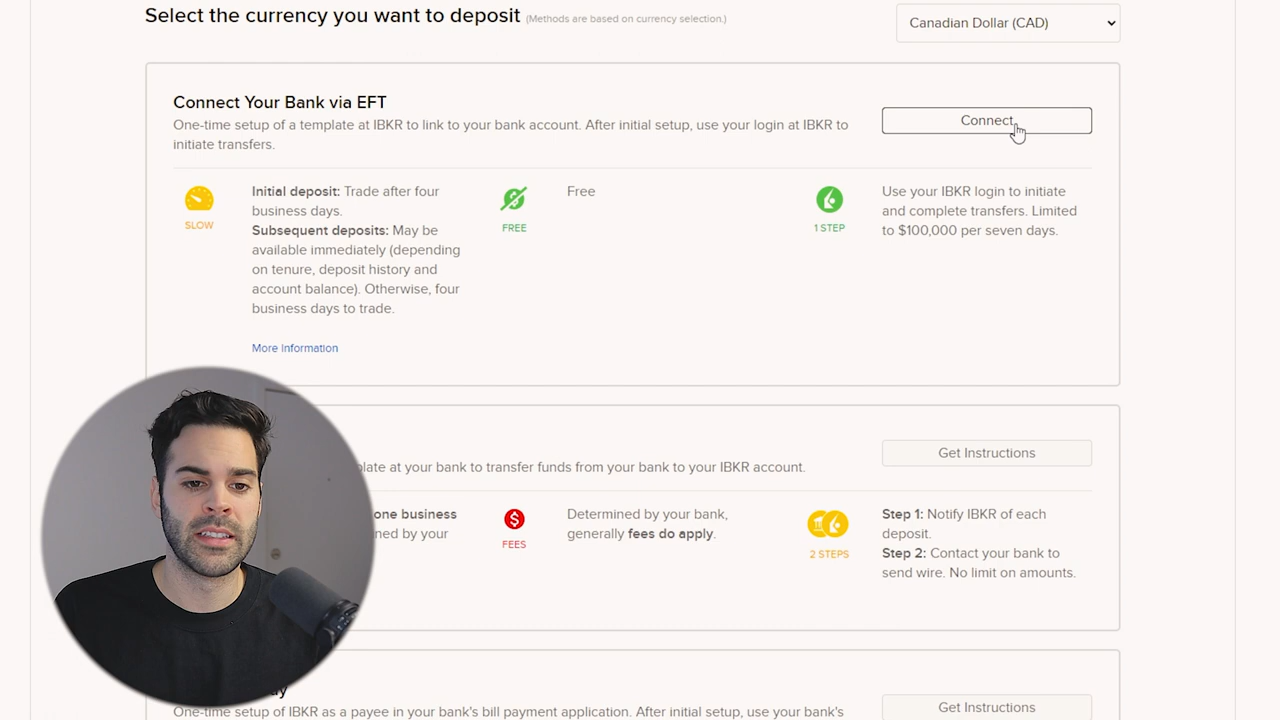 Select the currency you want to deposit (Methods are based on currency selection.)
Canadian Dollar (CAD)
Connect Your Bank via EFT
One-time setup of a template at IBKR to link to your bank account. After initial setup, use your login at IBKR to
initiate transfers.
Connect
SLOW
Initial deposit: Trade after four
business days.
Subsequent deposits: May be
available immediately (depending
on tenure, deposit history and
account balance). Otherwise, four
business days to trade.
More Information
FREE
Free
1 STEP
Use your IBKR login to initiate
and complete transfers. Limited
to $100,000 per seven days.
at your bank to transfer funds from your bank to your IBKR account.
Get Instructions
one business
by your
FEES
Determined by your bank,
generally fees do apply.
2 STEPS
Step 1: Notify IBKR of each
deposit.
Step 2: Contact your bank to
send wire. No limit on amounts.
One-time setup of IBKR as a payee in your bank's bill payment application. After initial setup, use your bank's
Get Instructions